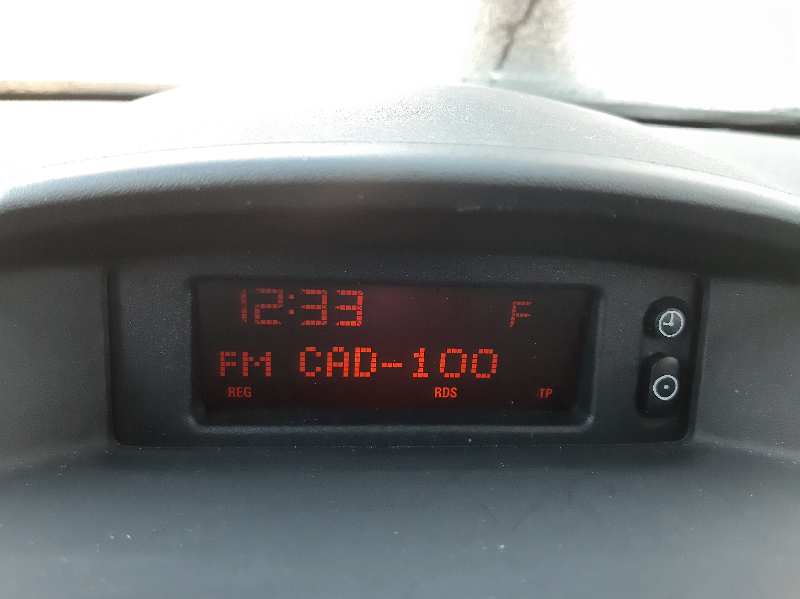 12:33 F
FM CAD-100
REG RDS TP